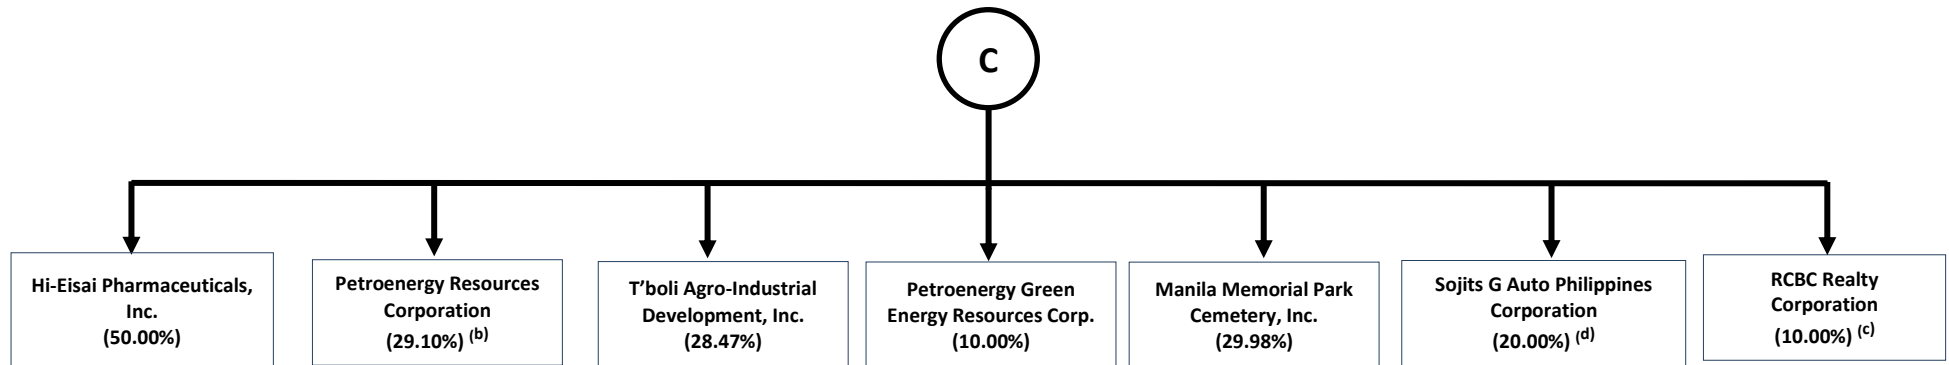 C
Hi-Eisai Pharmaceuticals,
Inc.
(50.00%)
Petroenergy Resources
Corporation
(29.10%) (b)
T’boli Agro-Industrial
Development, Inc.
(28.47%)
Petroenergy Green
Energy Resources Corp.
(10.00%)
Manila Memorial Park
Cemetery, Inc.
(29.98%)
Sojits G Auto Philippines
Corporation
(20.00%) (d)
RCBC Realty
Corporation
(10.00%) (c)